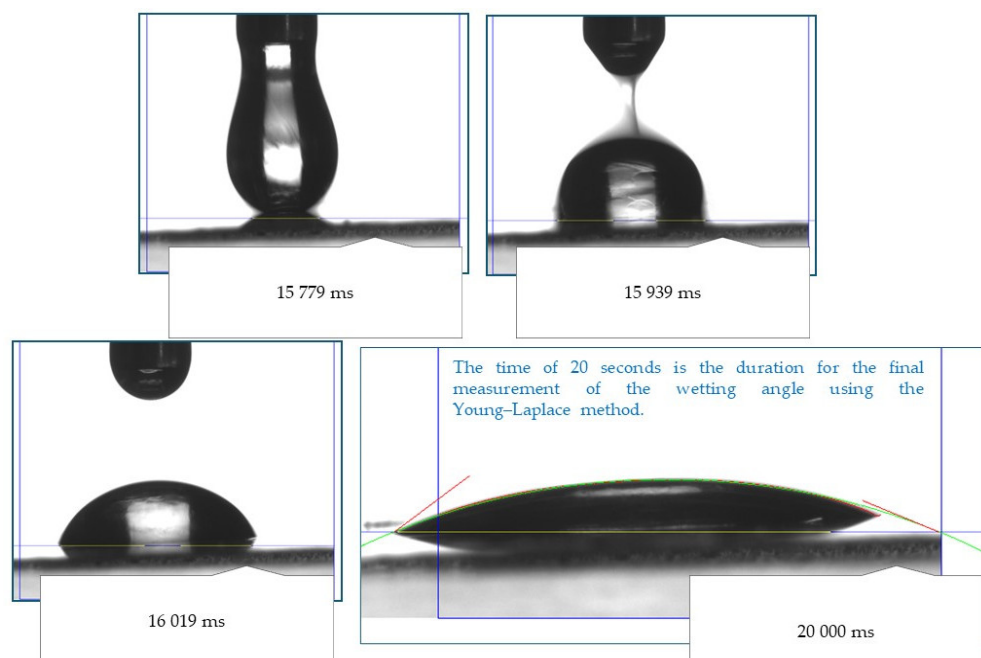 15 779 ms
15 939 ms
16 019 ms
The time of 20 seconds is the duration for the final
measurement of the wetting angle using the
Young–Laplace method.
20 000 ms